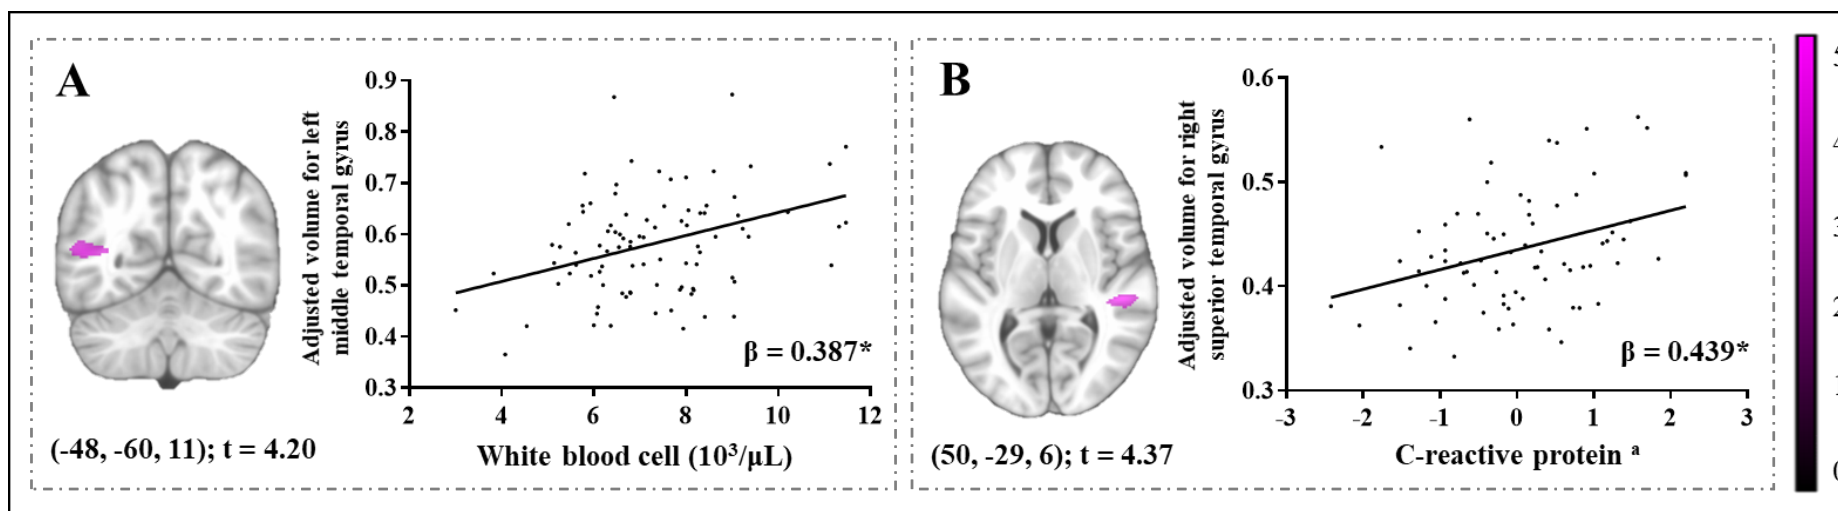 A
Adjusted volume for left
middle temporal gyrus
0.9
0.8
0.7
0.6
0.5
0.4
0.3
2 4 6 8 10 12
β = 0.387*
(-48, -60, 11); t = 4.20
White blood cell (10³/μL)
B
Adjusted volume for right
superior temporal gyrus
0.6
0.5
0.4
0.3
-3 -2 -1 0 1 2 3
β = 0.439*
(50, -29, 6); t = 4.37
C-reactive protein ᵃ